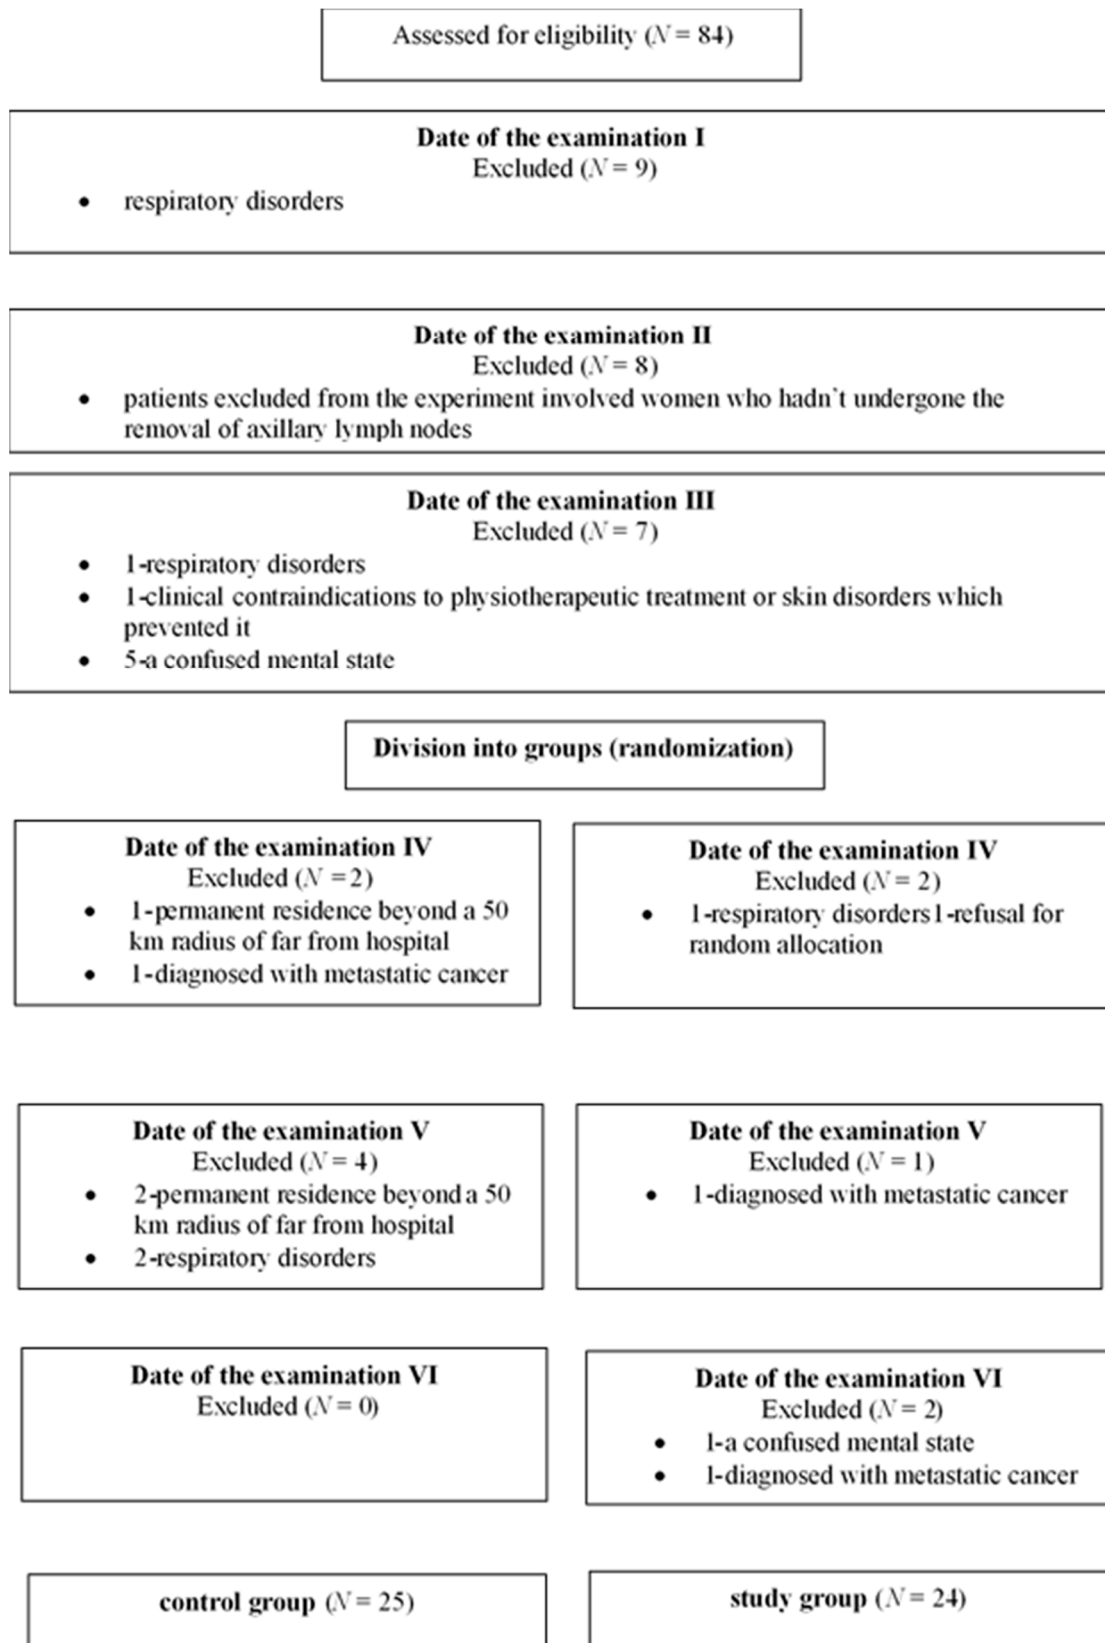 Assessed for eligibility (N = 84)
Date of the examination I
Excluded (N = 9)
• respiratory disorders
Date of the examination II
Excluded (N = 8)
• patients excluded from the experiment involved women who hadn't undergone the
removal of axillary lymph nodes
Date of the examination III
Excluded (N = 7)
• 1-respiratory disorders
• 1-clinical contraindications to physiotherapeutic treatment or skin disorders which
prevented it
• 5-a confused mental state
Division into groups (randomization)
Date of the examination IV
Excluded (N =2)
• 1-permanent residence beyond a 50
km radius of far from hospital
• 1-diagnosed with metastatic cancer
Date of the examination IV
Excluded (N = 2)
• 1-respiratory disorders1-refusal for
random allocation
Date of the examination V
Excluded (N = 4)
• 2-permanent residence beyond a 50
km radius of far from hospital
• 2-respiratory disorders
Date of the examination V
Excluded (N = 1)
• 1-diagnosed with metastatic cancer
Date of the examination VI
Excluded (N = 0)
Date of the examination VI
Excluded (N = 2)
• 1-a confused mental state
• 1-diagnosed with metastatic cancer
control group (N = 25)
study group (N = 24)